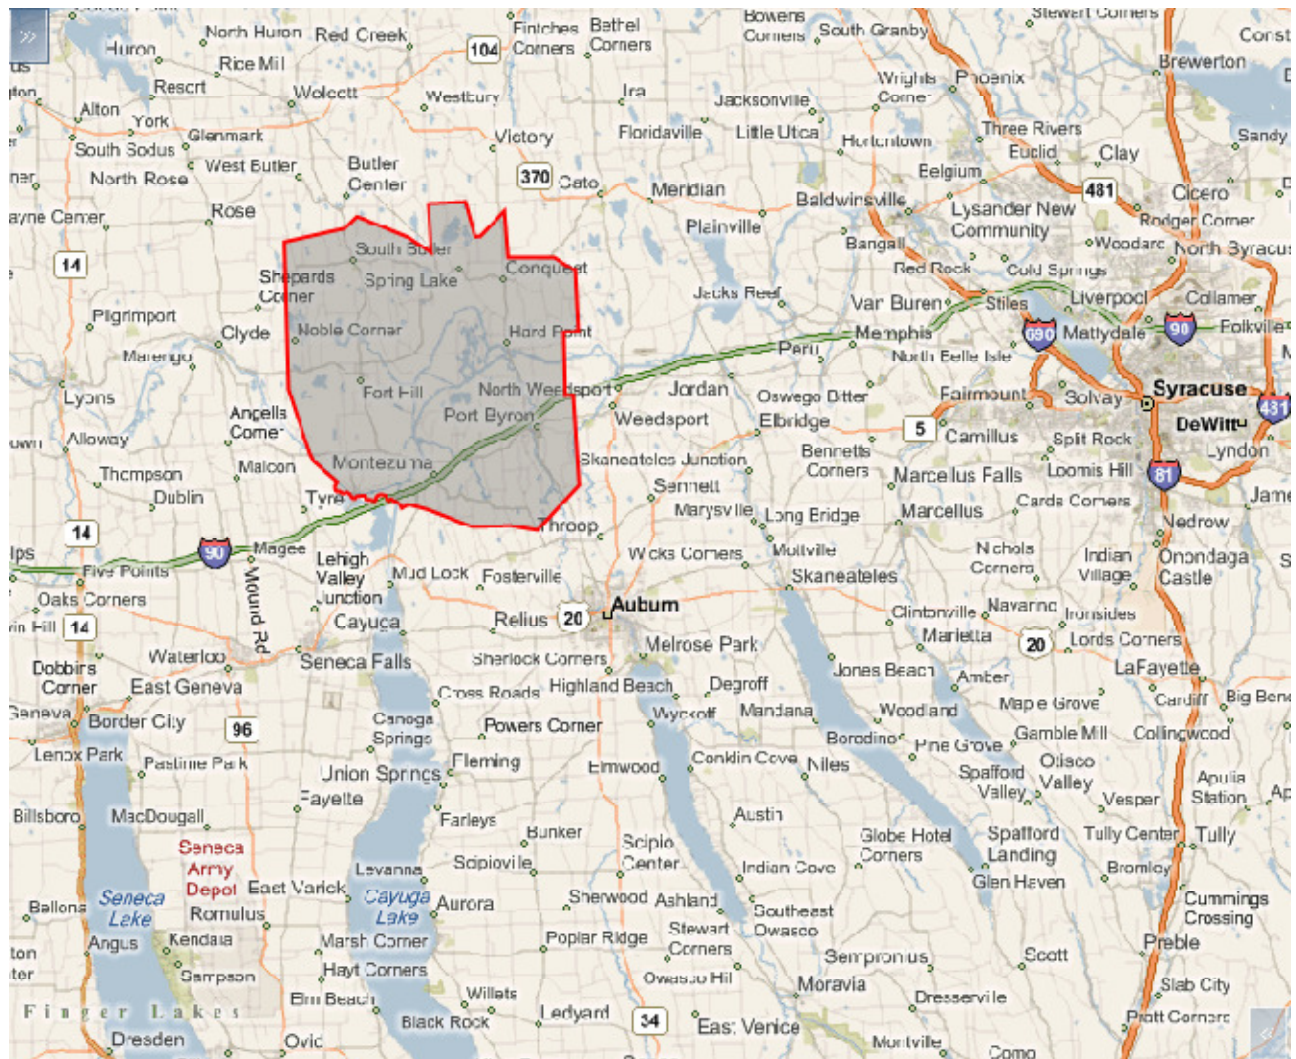 Huron
North Huron
Red Creek
Fintches
Corners
Bethel
Corners
Bowens
Corners
South Granby
Stewart Corners
Brewerton
104
Rice Mill
Resort
Wolcott
Westbury
Ira
Jacksonville
Wrights
Corner
Phoenix
Alton
York
Glenmark
Victory
Floridaville
Little Utica
Hortontown
Three Rivers
Euclid
Clay
Sandy
South Sodus
West Butler
North Rose
Butler
Center
370
Cato
Meridian
Belgium
481
Cicero
Baldwinsville
Lysander New
Community
Rodger Corner
Rose
Plainville
Bangall
Woodard
North Syracuse
14
South Butler
Shepards
Corner
Spring Lake
Conquest
Red Rock
Cold Springs
Jacks Reef
Van Buren
Stiles
Liverpool
Collamer
Pilgrimport
Clyde
Noble Corner
Hard Point
Memphis
690
Mattydale
90
Marengo
Peru
North Belle Isle
Fort Hill
North Weedsport
Jordan
Oswego Bitter
Fairmount
Solvay
Syracuse
Lyons
Angells
Corner
Port Byron
Weedsport
Elbridge
5
Camillus
DeWitt
481
Alloway
Split Rock
Lyndon
Malcon
Montezuma
Skaneateles Junction
Bennetts
Corners
Marcellus Falls
Loomis Hill
81
Thompson
Dublin
Tyre
Sennett
Marysville
Long Bridge
Marcellus
Cards Corners
Nedrow
14
Throop
90
Magee
Lehigh
Valley
Junction
Mud Lock
Fosterville
Wicks Corners
Mottville
Skaneateles
Nichols
Corners
Indian
Village
Onondaga
Castle
Five Points
Oaks Corners
Mound Rd
Auburn
20
Relius
Clintonville
Navarino
Ironsides
14
Cayuga
Marietta
20
Lords Corners
Waterloo
Seneca Falls
Sherlock Corners
Melrose Park
Jones Beach
LaFayette
Dobbins
Corner
East Geneva
Cross Roads
Highland Beach
Degroff
Amber
Maple Grove
Cardiff
Geneva
Border City
96
Canoga
Springs
Powers Corner
Wyckoff
Mandana
Woodland
Gamble Mill
Collingwood
Lenox Park
Pastime Park
Fleming
Borodino
Pine Grove
Otisco
Valley
Union Springs
Elmwood
Conklin Cove
Niles
Spafford
Valley
Apulia
Station
Fayette
Vesper
Billsboro
MacDougall
Farleys
Bunker
Austin
Globe Hotel
Corners
Spafford
Landing
Tully Center
Tully
Seneca
Army
Depot
Levanna
Scipioville
Scipio
Center
Indian Cove
Glen Haven
Bromley
Seneca
Lake
East Varick
Cayuga
Lake
Aurora
Sherwood
Ashland
Cummings
Crossing
Romulus
Southeast
Owasco
Angus
Kendaia
Marsh Corner
Poplar Ridge
Stewart
Corners
Preble
Sampson
Hayt Corners
Owasco Hill
Sempronius
Scott
Elm Beach
Willets
Moravia
Slab City
Finger Lakes
Black Rock
Ledyard
34
East Venice
Dresserville
Pratt Corners
Dresden
Ovid
Montville
Como